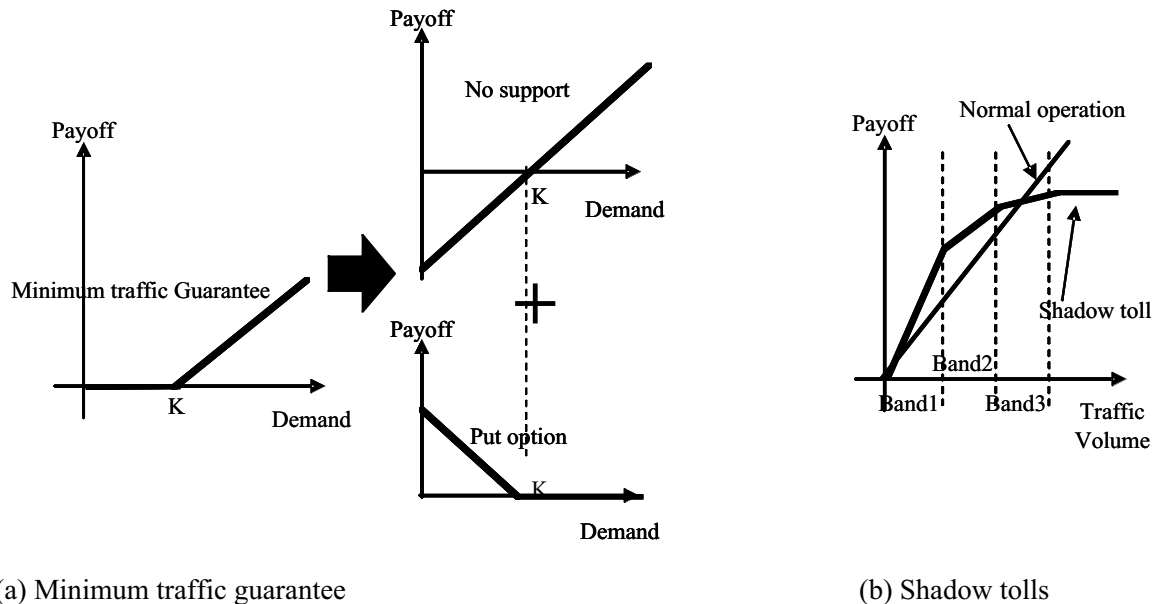 Payoff
Minimum traffic Guarantee
K
Demand
Payoff
No support
K
Demand
+
Payoff
Put option
K
Demand
Normal operation
Payoff
Shadow toll
Band2
Band1
Band3
Traffic
Volume
(a) Minimum traffic guarantee
(b) Shadow tolls